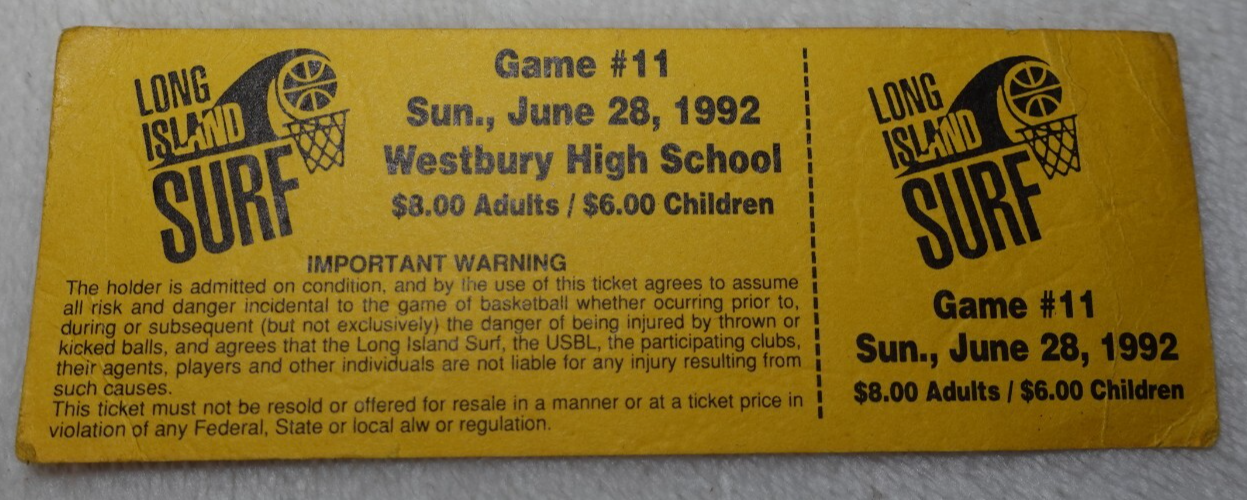 LONG
ISLAND
SURF
Game #11
Sun., June 28, 1992
Westbury High School
$8.00 Adults / $6.00 Children
IMPORTANT WARNING
The holder is admitted on condition, and by the use of this ticket agrees to assume
all risk and danger incidental to the game of basketball whether ocurring prior to,
during or subsequent (but not exclusively) the danger of being injured by thrown or
kicked balls, and agrees that the Long Island Surf, the USBL, the participating clubs,
their agents, players and other individuals are not liable for any injury resulting from
such causes.
This ticket must not be resold or offered for resale in a manner or at a ticket price in
violation of any Federal, State or local alw or regulation.
LONG
ISLAND
SURF
Game #11
Sun., June 28, 1992
$8.00 Adults / $6.00 Children